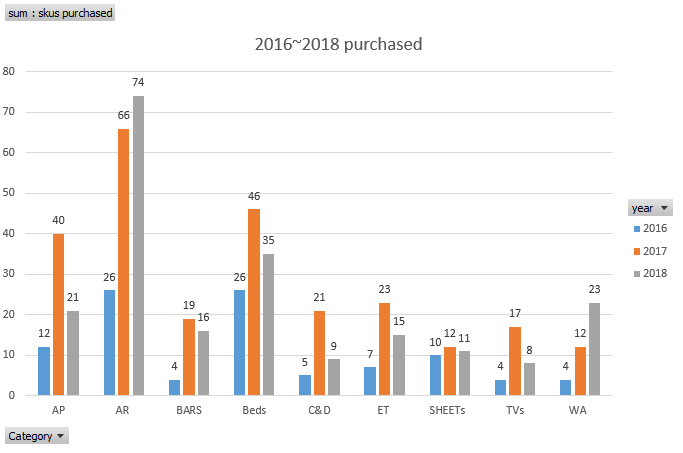 sum : skus purchased
2016~2018 purchased
80
70
60
50
40
30
20
10
0
12 40 21
26 66 74
4 19 16
26 46 35
5 21 9
7 23 15
10 12 11
4 17 8
4 12 23
AP AR BARS Beds C&D ET SHEETs TVs WA
year
2016
2017
2018
Category